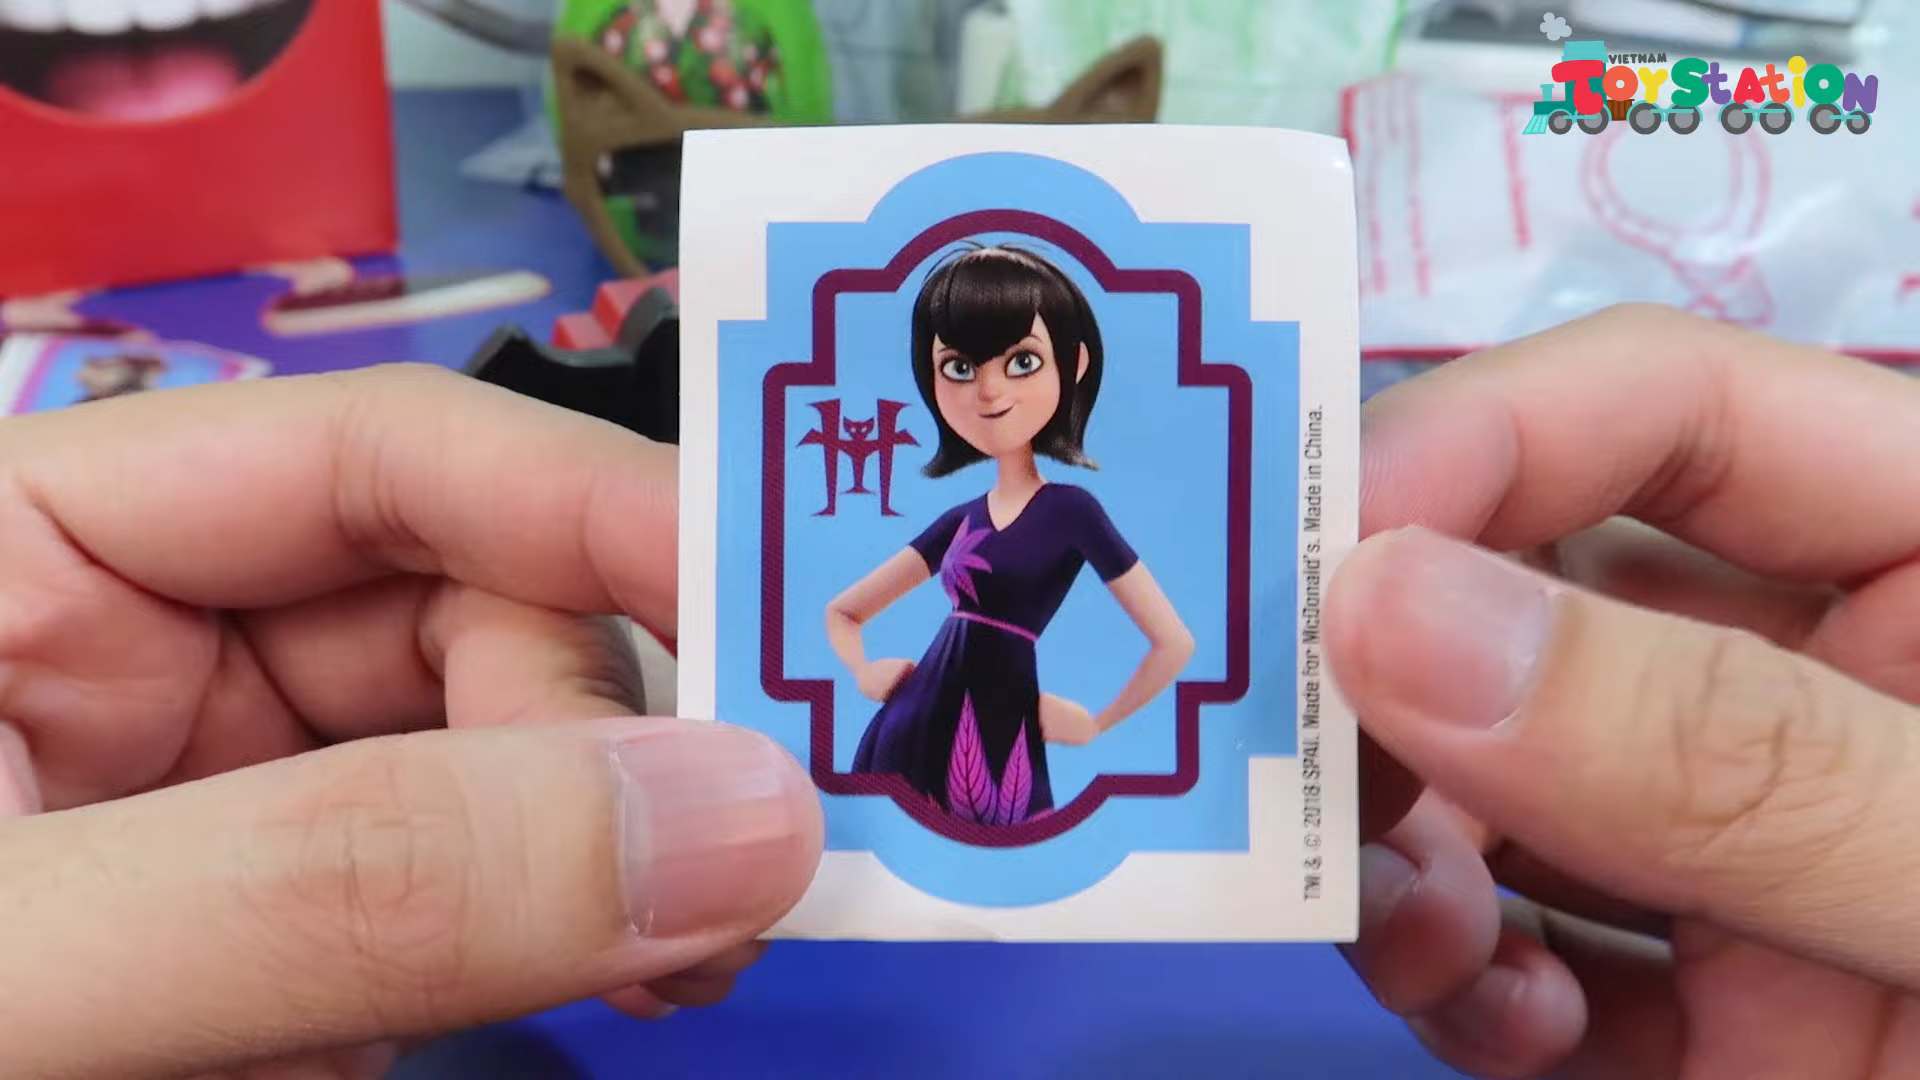 VIETNAM
ToyStation
H
TM & © 2018 SPAI. Made for McDonald's. Made in China.